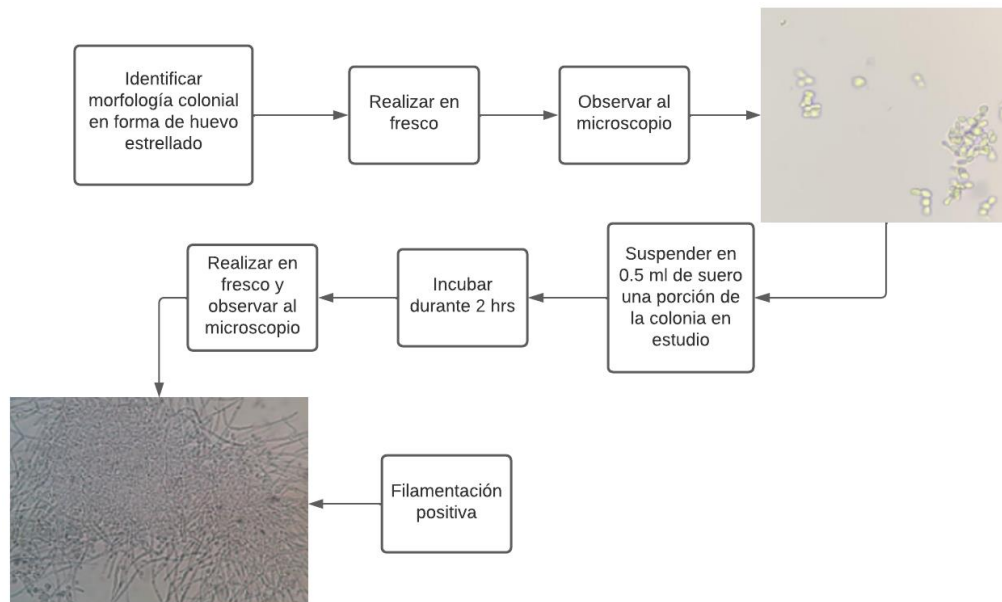 Identificar
morfología colonial
en forma de huevo
estrellado
Realizar en
fresco
Observar al
microscopio
Suspender en
0.5 ml de suero
una porción de
la colonia en
estudio
Incubar
durante 2 hrs
Realizar en
fresco y
observar al
microscopio
Filamentación
positiva